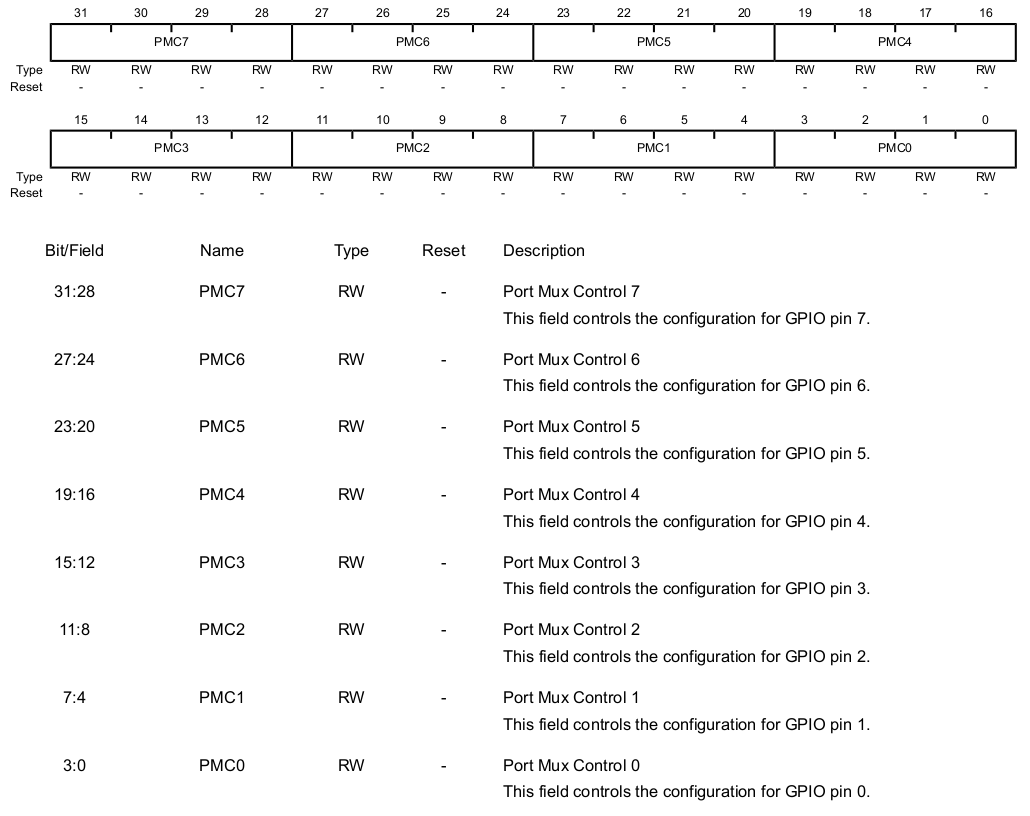 31 30 29 28 27 26 25 24 23 22 21 20 19 18 17 16
PMC7 PMC6 PMC5 PMC4
Type RW RW RW RW RW RW RW RW RW RW RW RW RW RW RW RW
Reset - - - - - - - - - - - - - - - -
15 14 13 12 11 10 9 8 7 6 5 4 3 2 1 0
PMC3 PMC2 PMC1 PMC0
Type RW RW RW RW RW RW RW RW RW RW RW RW RW RW RW RW
Reset - - - - - - - - - - - - - - - -
Bit/Field Name Type Reset Description
31:28 PMC7 RW - Port Mux Control 7
This field controls the configuration for GPIO pin 7.
27:24 PMC6 RW - Port Mux Control 6
This field controls the configuration for GPIO pin 6.
23:20 PMC5 RW - Port Mux Control 5
This field controls the configuration for GPIO pin 5.
19:16 PMC4 RW - Port Mux Control 4
This field controls the configuration for GPIO pin 4.
15:12 PMC3 RW - Port Mux Control 3
This field controls the configuration for GPIO pin 3.
11:8 PMC2 RW - Port Mux Control 2
This field controls the configuration for GPIO pin 2.
7:4 PMC1 RW - Port Mux Control 1
This field controls the configuration for GPIO pin 1.
3:0 PMC0 RW - Port Mux Control 0
This field controls the configuration for GPIO pin 0.